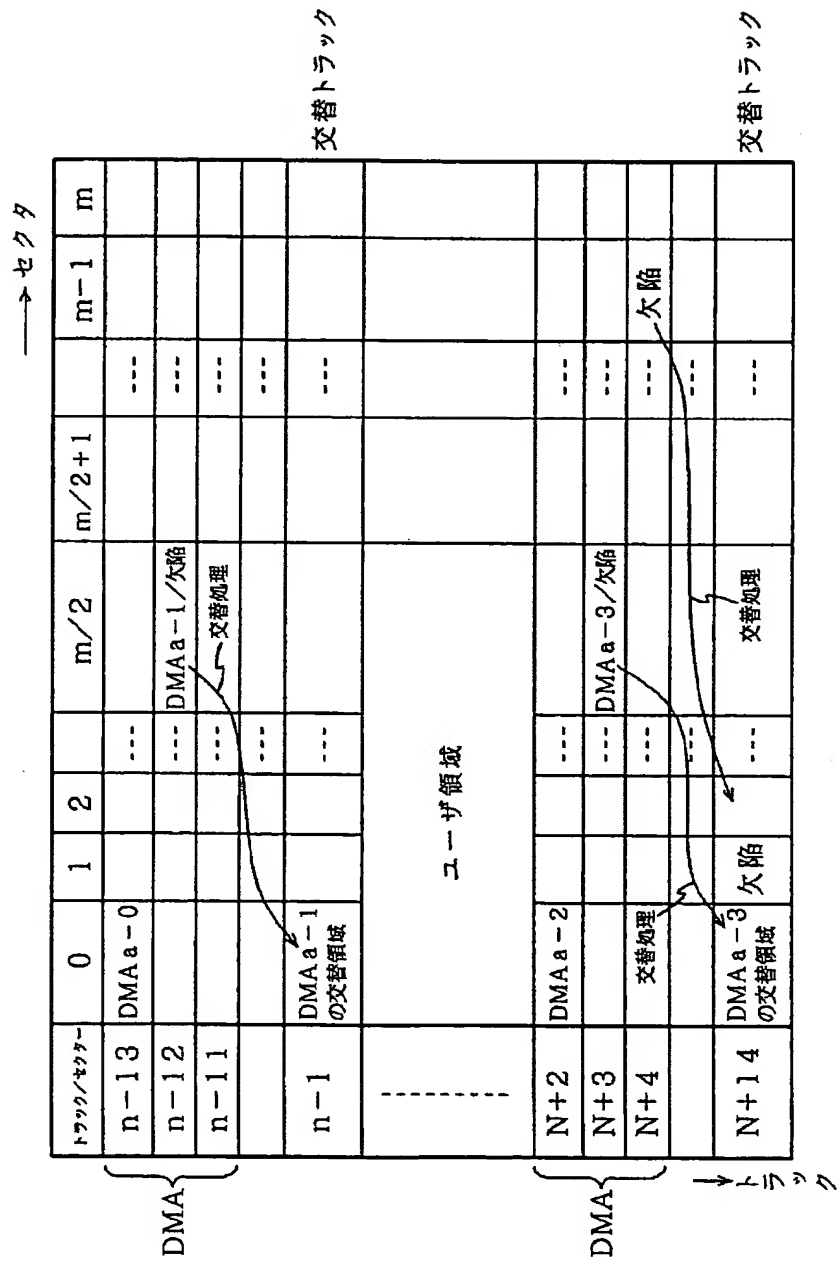 →セクタ
トラック/セクター 0 1 2 m/2 m/2+1 m-1 m
DMA
n-13 DMAa-0 --- ---
n-12 --- DMAa-1/欠陥 ---
n-11 --- 交替処理 ---
--- ---
n-1 DMAa-1 --- --- 交替トラック
の交替領域
---------- ユーザ領域
DMA
N+2 DMAa-2 --- ---
N+3 --- DMAa-3/欠陥 ---
N+4 交替処理 --- --- 欠陥
--- ---
N+14 DMAa-3 欠陥 --- 交替処理 --- 交替トラック
の交替領域
→トラック